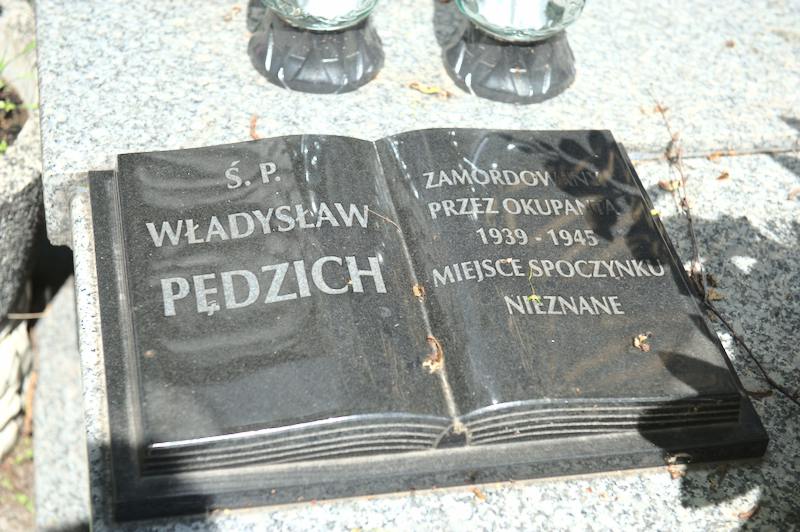 Ś. P.
WŁADYSŁAW
PĘDZICH
ZAMORDOWANY
PRZEZ OKUPANTA
1939 - 1945
MIEJSCE SPOCZYNKU
NIEZNANE